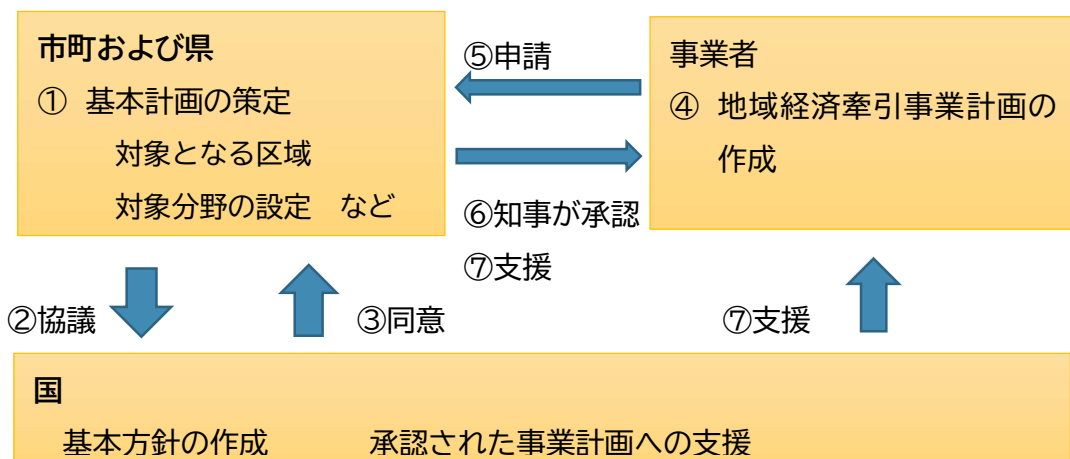 市町および県
① 基本計画の策定
対象となる区域
対象分野の設定　など
⑤申請
⑥知事が承認
⑦支援
事業者
④ 地域経済牽引事業計画の
作成
②協議
③同意
⑦支援
国
基本方針の作成　　　承認された事業計画への支援